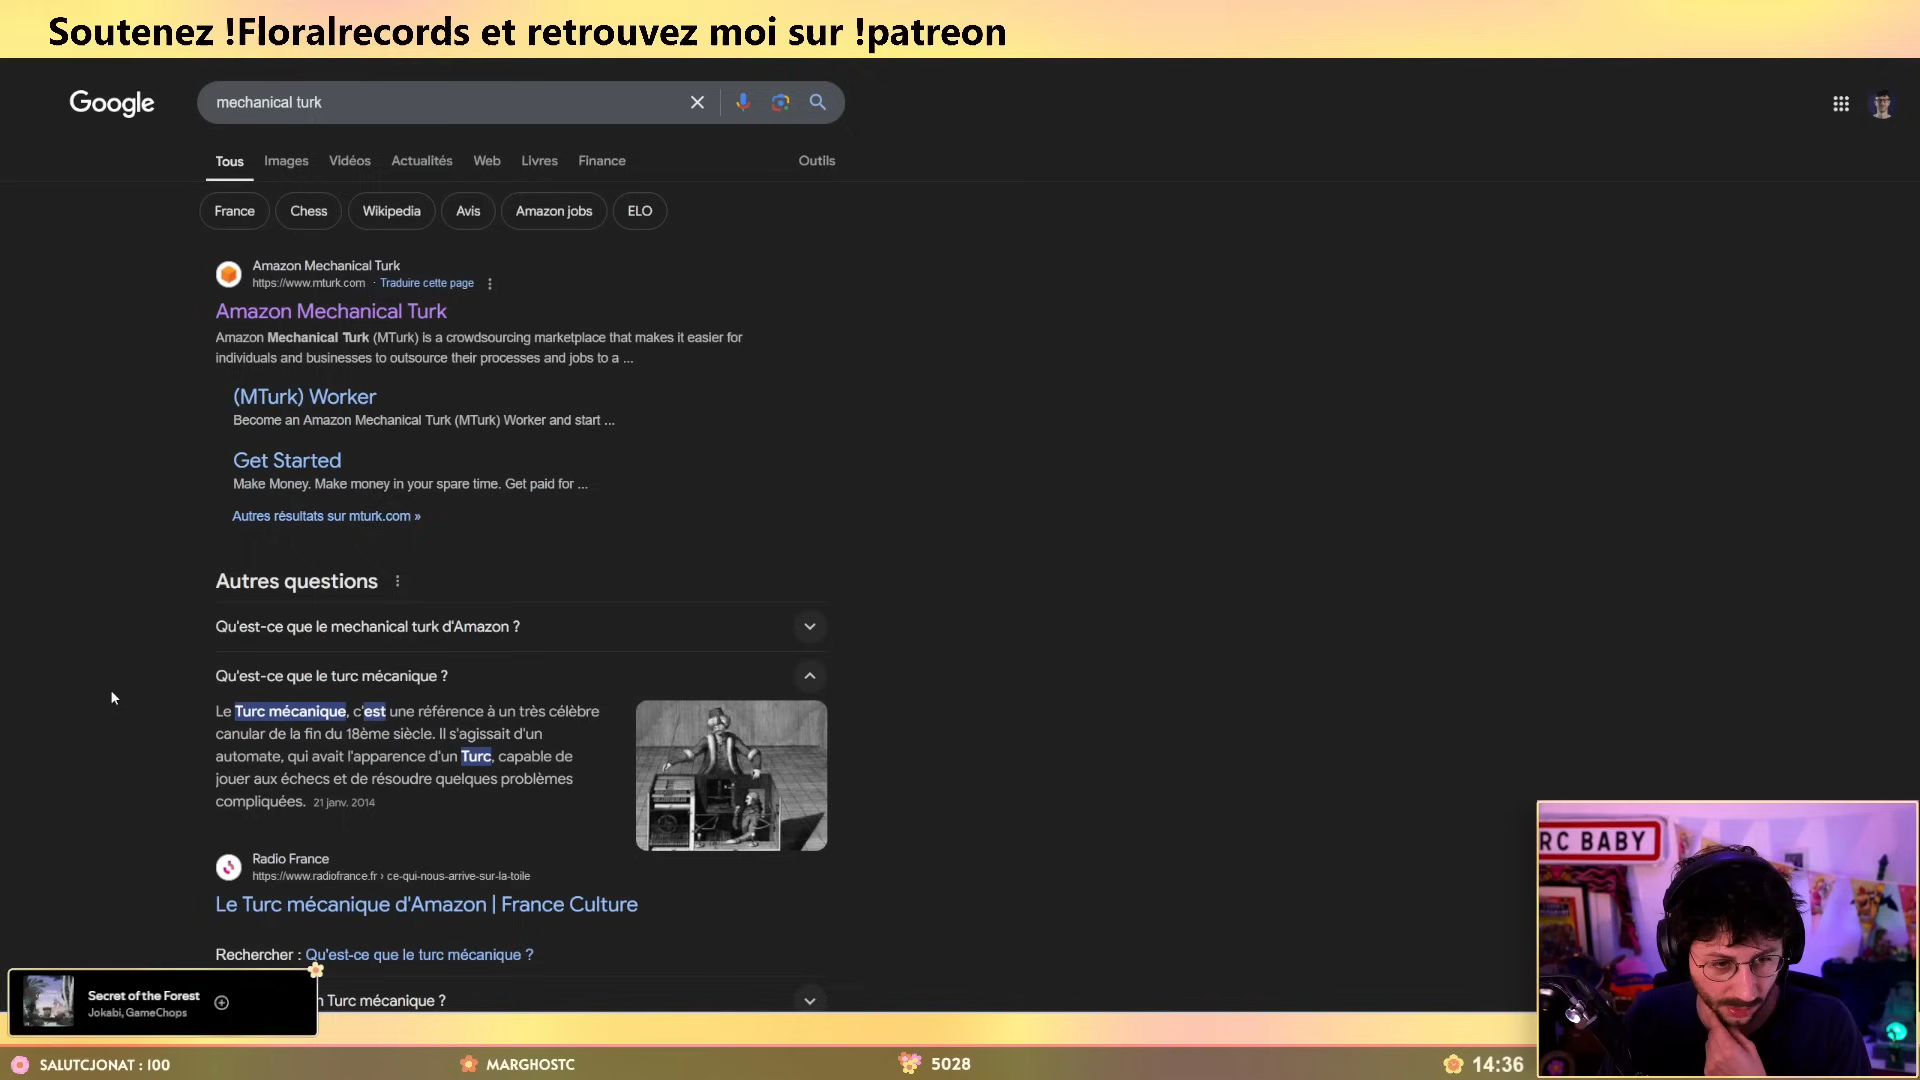 Soutenez !Floralrecords et retrouvez moi sur !patreon
Google
mechanical turk
Tous Images Vidéos Actualités Web Livres Finance Outils
France Chess Wikipedia Avis Amazon jobs ELO
Amazon Mechanical Turk
https://www.mturk.com · Traduire cette page
Amazon Mechanical Turk
Amazon Mechanical Turk (MTurk) is a crowdsourcing marketplace that makes it easier for
individuals and businesses to outsource their processes and jobs to a ...
(MTurk) Worker
Become an Amazon Mechanical Turk (MTurk) Worker and start ...
Get Started
Make Money. Make money in your spare time. Get paid for ...
Autres résultats sur mturk.com »
Autres questions
Qu'est-ce que le mechanical turk d'Amazon ?
Qu'est-ce que le turc mécanique ?
Le Turc mécanique, c'est une référence à un très célèbre
canular de la fin du 18ème siècle. Il s'agissait d'un
automate, qui avait l'apparence d'un Turc, capable de
jouer aux échecs et de résoudre quelques problèmes
compliquées. 21 janv. 2014
Radio France
https://www.radiofrance.fr › ce-qui-nous-arrive-sur-la-toile
Le Turc mécanique d'Amazon | France Culture
Rechercher : Qu'est-ce que le turc mécanique ?
n Turc mécanique ?
Secret of the Forest
Jokabi, GameChops
RC BABY
SALUTCJONAT : 100
MARGHOSTC
5028
14:36